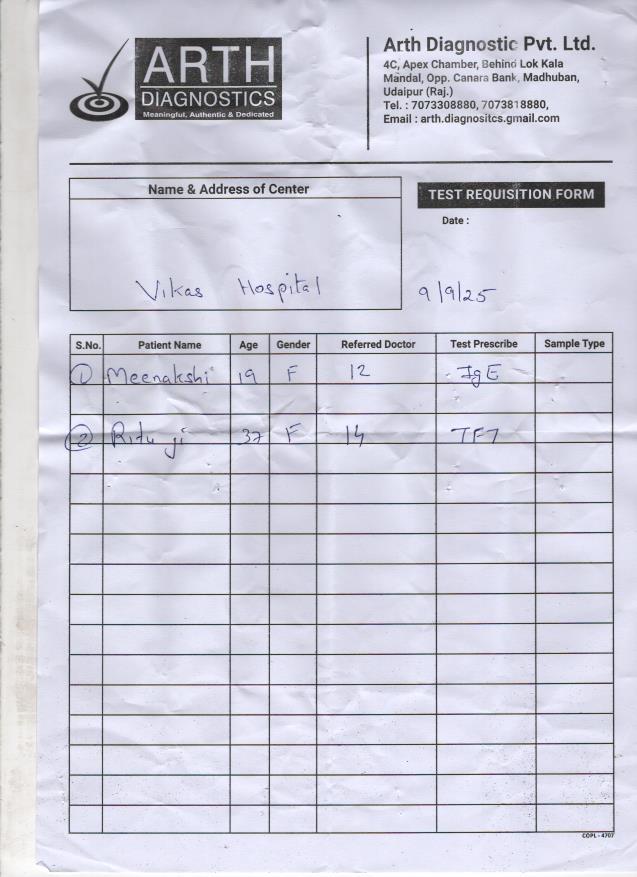 ARTH
DIAGNOSTICS
Meaningful, Authentic & Dedicated
Arth Diagnostic Pvt. Ltd.
4C, Apex Chamber, Behind Lok Kala
Mandal, Opp. Canara Bank, Madhuban,
Udaipur (Raj.)
Tel. : 7073308880, 7073818880,
Email : arth.diagnositcs.gmail.com
Name & Address of Center
TEST REQUISITION FORM
Date :
Vikas Hospital
9/9/25
S.No. Patient Name Age Gender Referred Doctor Test Prescribe Sample Type
1 Meenakshi 19 F 12 IgE
2 Ritu ji 37 F 14 TFT
COPL - 4707